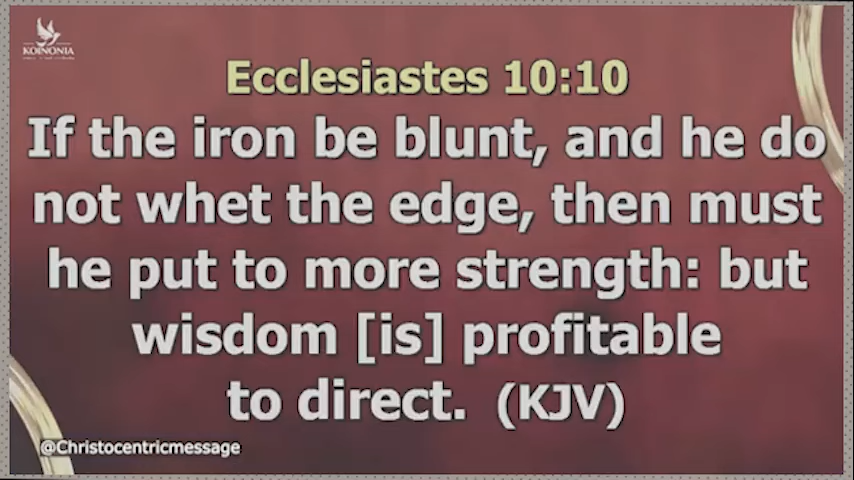 KOINONIA
Ecclesiastes 10:10
If the iron be blunt, and he do
not whet the edge, then must
he put to more strength: but
wisdom [is] profitable
to direct. (KJV)
@Christocentricmessage